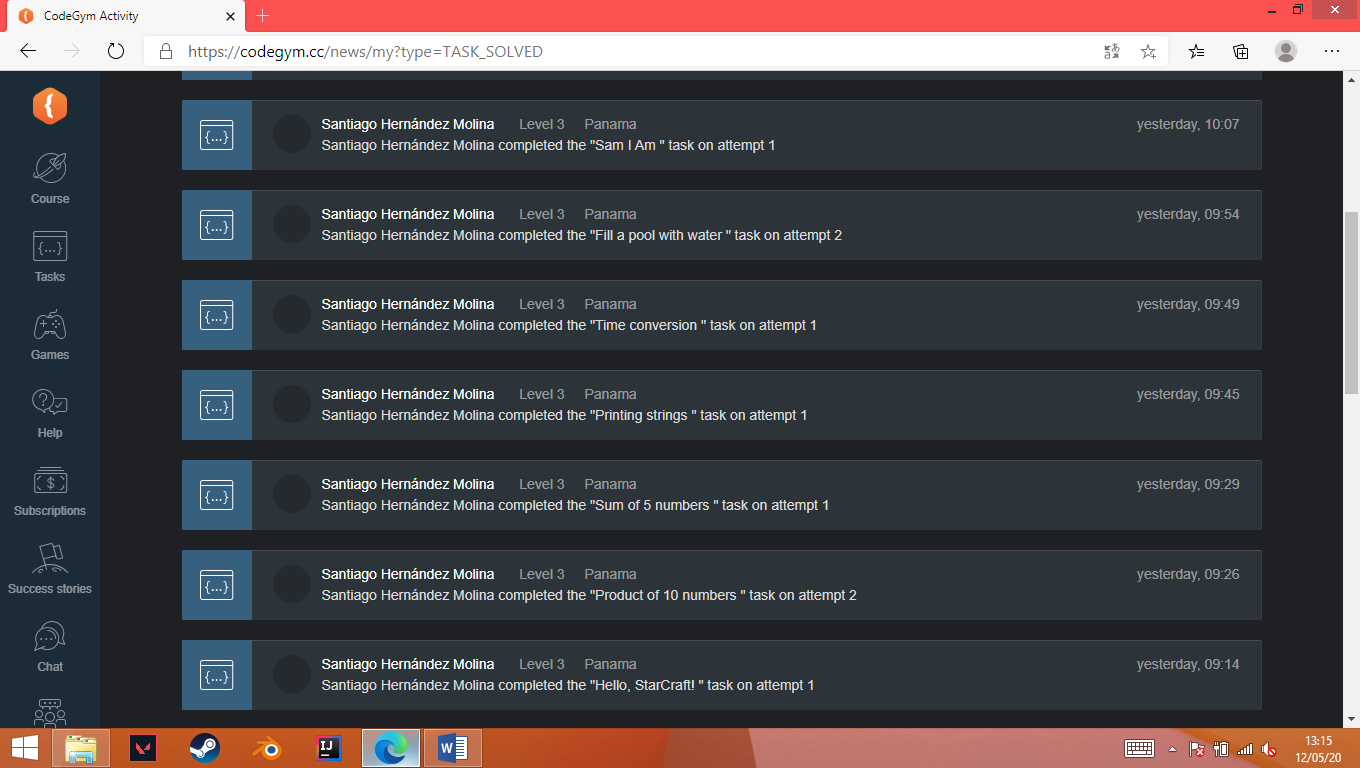 CodeGym Activity
https://codegym.cc/news/my?type=TASK_SOLVED
Santiago Hernández Molina Level 3 Panama yesterday, 10:07
Santiago Hernández Molina completed the "Sam I Am " task on attempt 1
Santiago Hernández Molina Level 3 Panama yesterday, 09:54
Santiago Hernández Molina completed the "Fill a pool with water " task on attempt 2
Santiago Hernández Molina Level 3 Panama yesterday, 09:49
Santiago Hernández Molina completed the "Time conversion " task on attempt 1
Santiago Hernández Molina Level 3 Panama yesterday, 09:45
Santiago Hernández Molina completed the "Printing strings " task on attempt 1
Santiago Hernández Molina Level 3 Panama yesterday, 09:29
Santiago Hernández Molina completed the "Sum of 5 numbers " task on attempt 1
Santiago Hernández Molina Level 3 Panama yesterday, 09:26
Santiago Hernández Molina completed the "Product of 10 numbers " task on attempt 2
Santiago Hernández Molina Level 3 Panama yesterday, 09:14
Santiago Hernández Molina completed the "Hello, StarCraft! " task on attempt 1
Course
Tasks
Games
Help
Subscriptions
Success stories
Chat
IJ
W
13:15
12/05/20